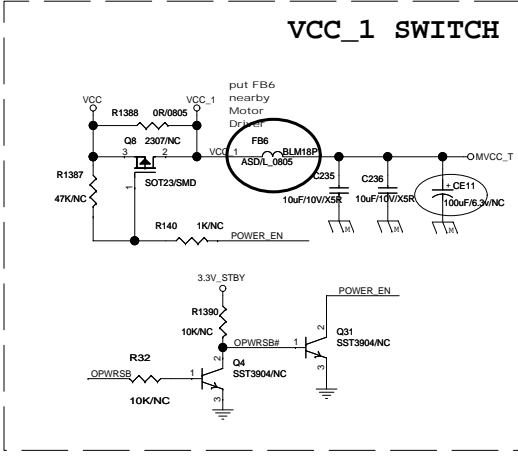 VCC_1 SWITCH
put FB6
nearby
Motor
Driver
VCC
VCC_1
R1388
0R/0805
Q8
2307/NC
3
2
1
SOT23/SMD
VCC_1
FB6
BLM18P
ASD/L_0805
MVCC_T
R1387
47K/NC
C235
10uF/10V/X5R
C236
10uF/10V/X5R
+
CE11
100uF/6.3v/NC
M
M
M
R140
1K/NC
POWER_EN
3.3V_STBY
R1390
10K/NC
POWER_EN
OPWRSB#
1
2
3
Q31
SST3904/NC
R32
OPWRSB
10K/NC
1
2
3
Q4
SST3904/NC